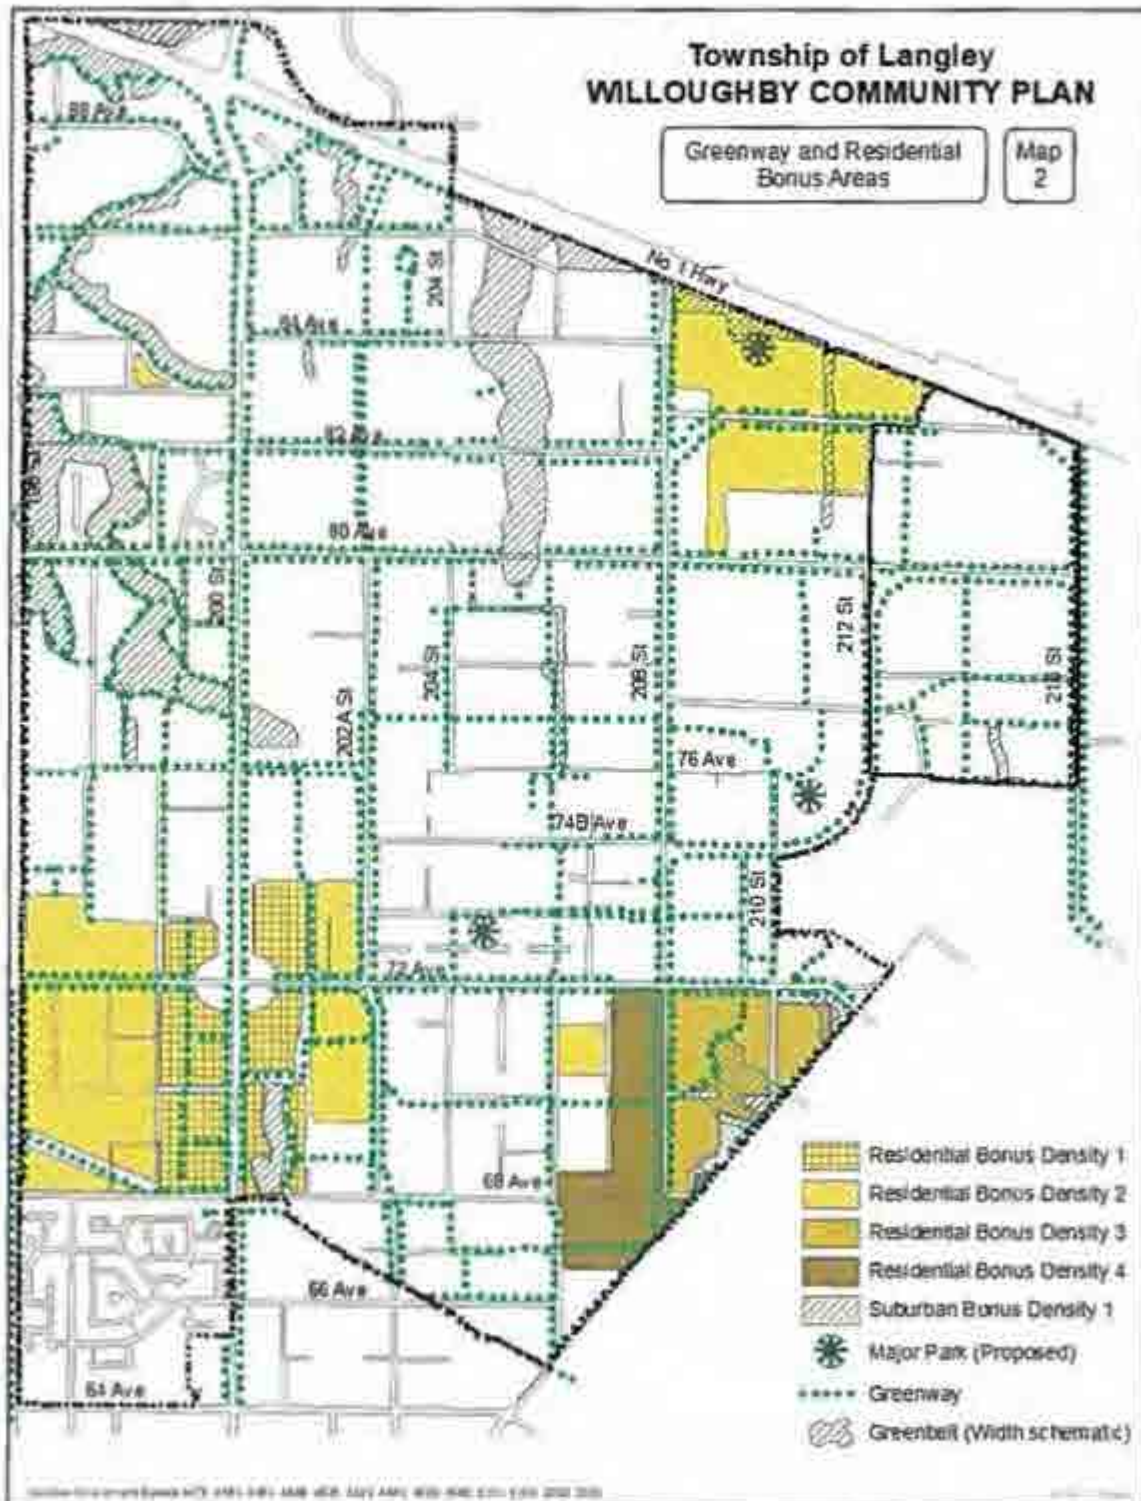 Township of Langley
WILLOUGHBY COMMUNITY PLAN
Greenway and Residential
Bonus Areas
Map
2
88 Ave
No. 1 Hwy
204 St
84 Ave
82 Ave
80 Ave
200 St
202A St
204 St
208 St
212 St
216 St
76 Ave
74B Ave
210 St
72 Ave
68 Ave
66 Ave
64 Ave
Residential Bonus Density 1
Residential Bonus Density 2
Residential Bonus Density 3
Residential Bonus Density 4
Suburban Bonus Density 1
Major Park (Proposed)
Greenway
Greenbelt (Width schematic)